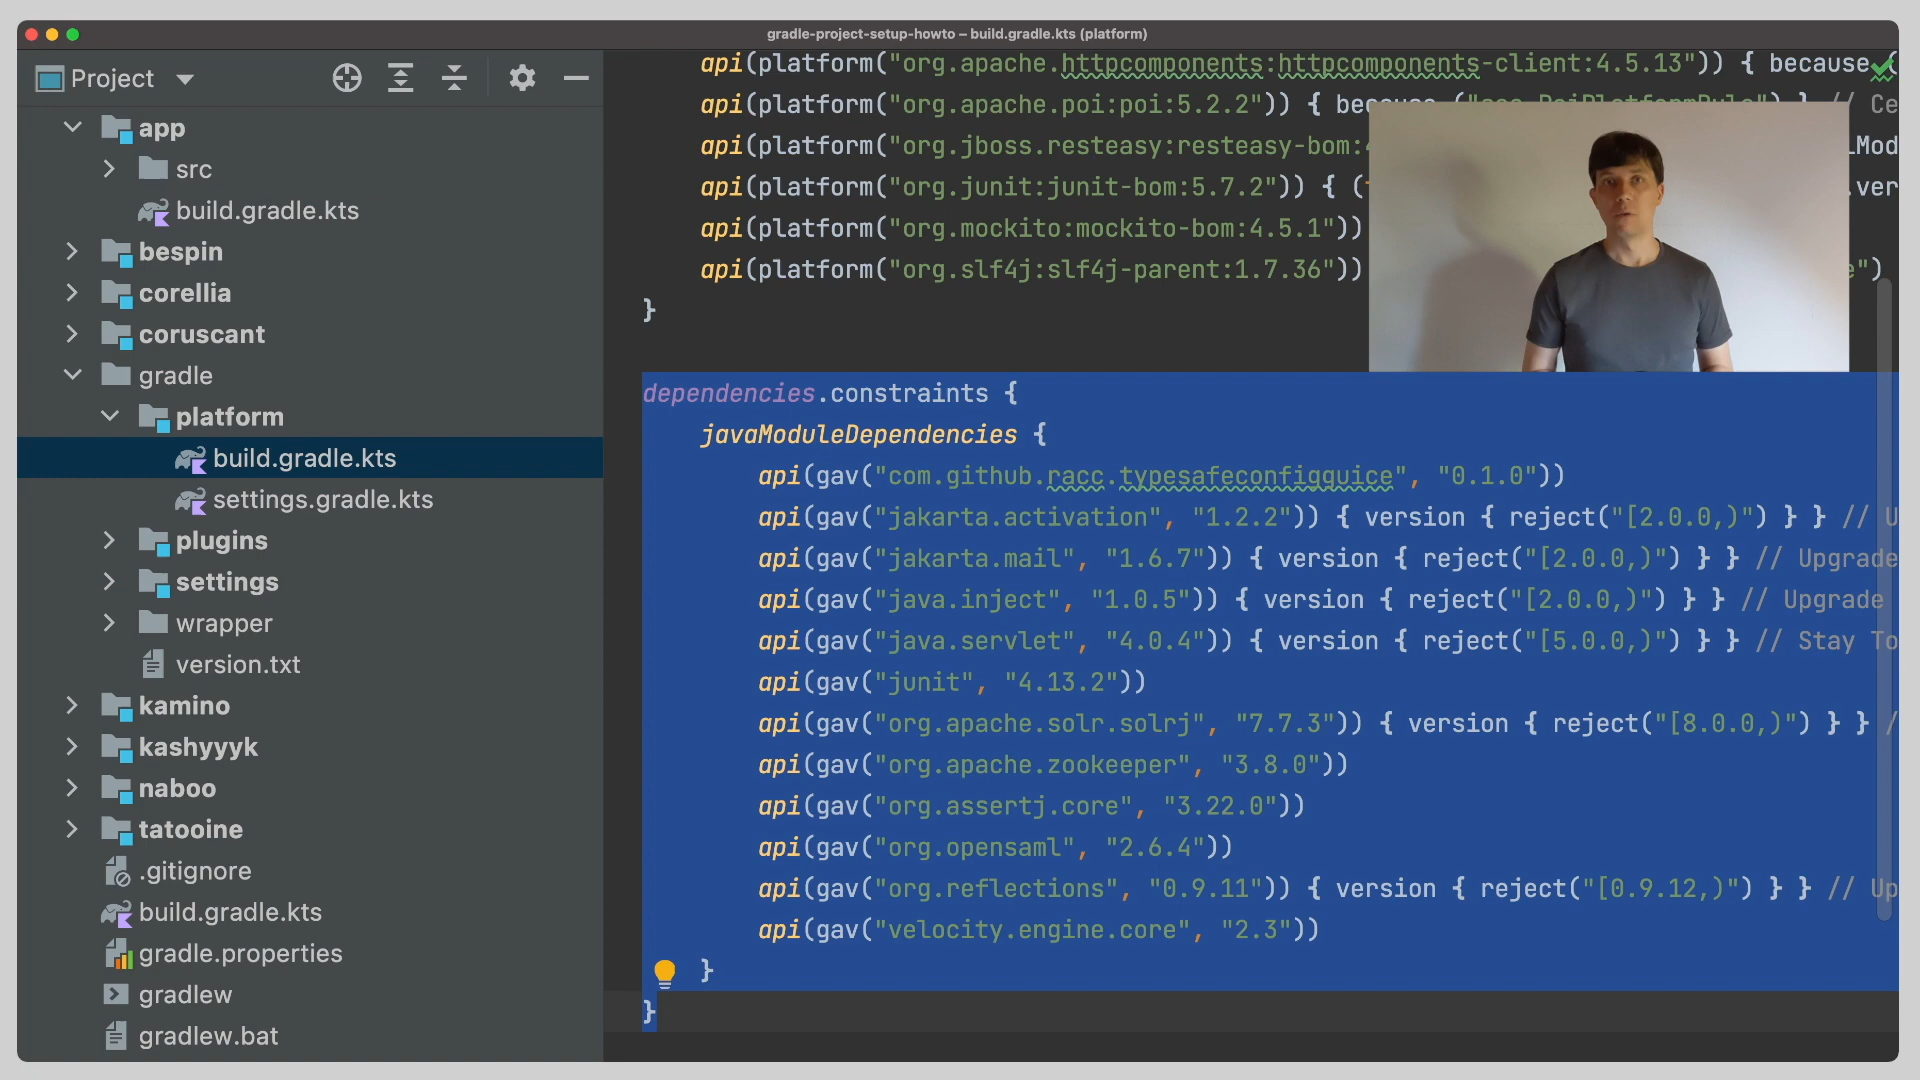 gradle-project-setup-howto – build.gradle.kts (platform)
Project
app
src
build.gradle.kts
bespin
corellia
coruscant
gradle
platform
build.gradle.kts
settings.gradle.kts
plugins
settings
wrapper
version.txt
kamino
kashyyyk
naboo
tatooine
.gitignore
build.gradle.kts
gradle.properties
gradlew
gradlew.bat
api(platform("org.apache.httpcomponents:httpcomponents-client:4.5.13")) { because (
api(platform("org.apache.poi:poi:5.2.2")) { because ("see PoiPlatformRule") } // Ce
api(platform("org.jboss.resteasy:resteasy-bom: LMod
api(platform("org.junit:junit-bom:5.7.2")) { ( .ver
api(platform("org.mockito:mockito-bom:4.5.1"))
api(platform("org.slf4j:slf4j-parent:1.7.36")) e")
}
dependencies.constraints {
javaModuleDependencies {
api(gav("com.github.racc.typesafeconfigguice", "0.1.0"))
api(gav("jakarta.activation", "1.2.2")) { version { reject("[2.0.0,)") } } // U
api(gav("jakarta.mail", "1.6.7")) { version { reject("[2.0.0,)") } } // Upgrade
api(gav("java.inject", "1.0.5")) { version { reject("[2.0.0,)") } } // Upgrade
api(gav("java.servlet", "4.0.4")) { version { reject("[5.0.0,)") } } // Stay To
api(gav("junit", "4.13.2"))
api(gav("org.apache.solr.solrj", "7.7.3")) { version { reject("[8.0.0,)") } } /
api(gav("org.apache.zookeeper", "3.8.0"))
api(gav("org.assertj.core", "3.22.0"))
api(gav("org.opensaml", "2.6.4"))
api(gav("org.reflections", "0.9.11")) { version { reject("[0.9.12,)") } } // Up
api(gav("velocity.engine.core", "2.3"))
}
}